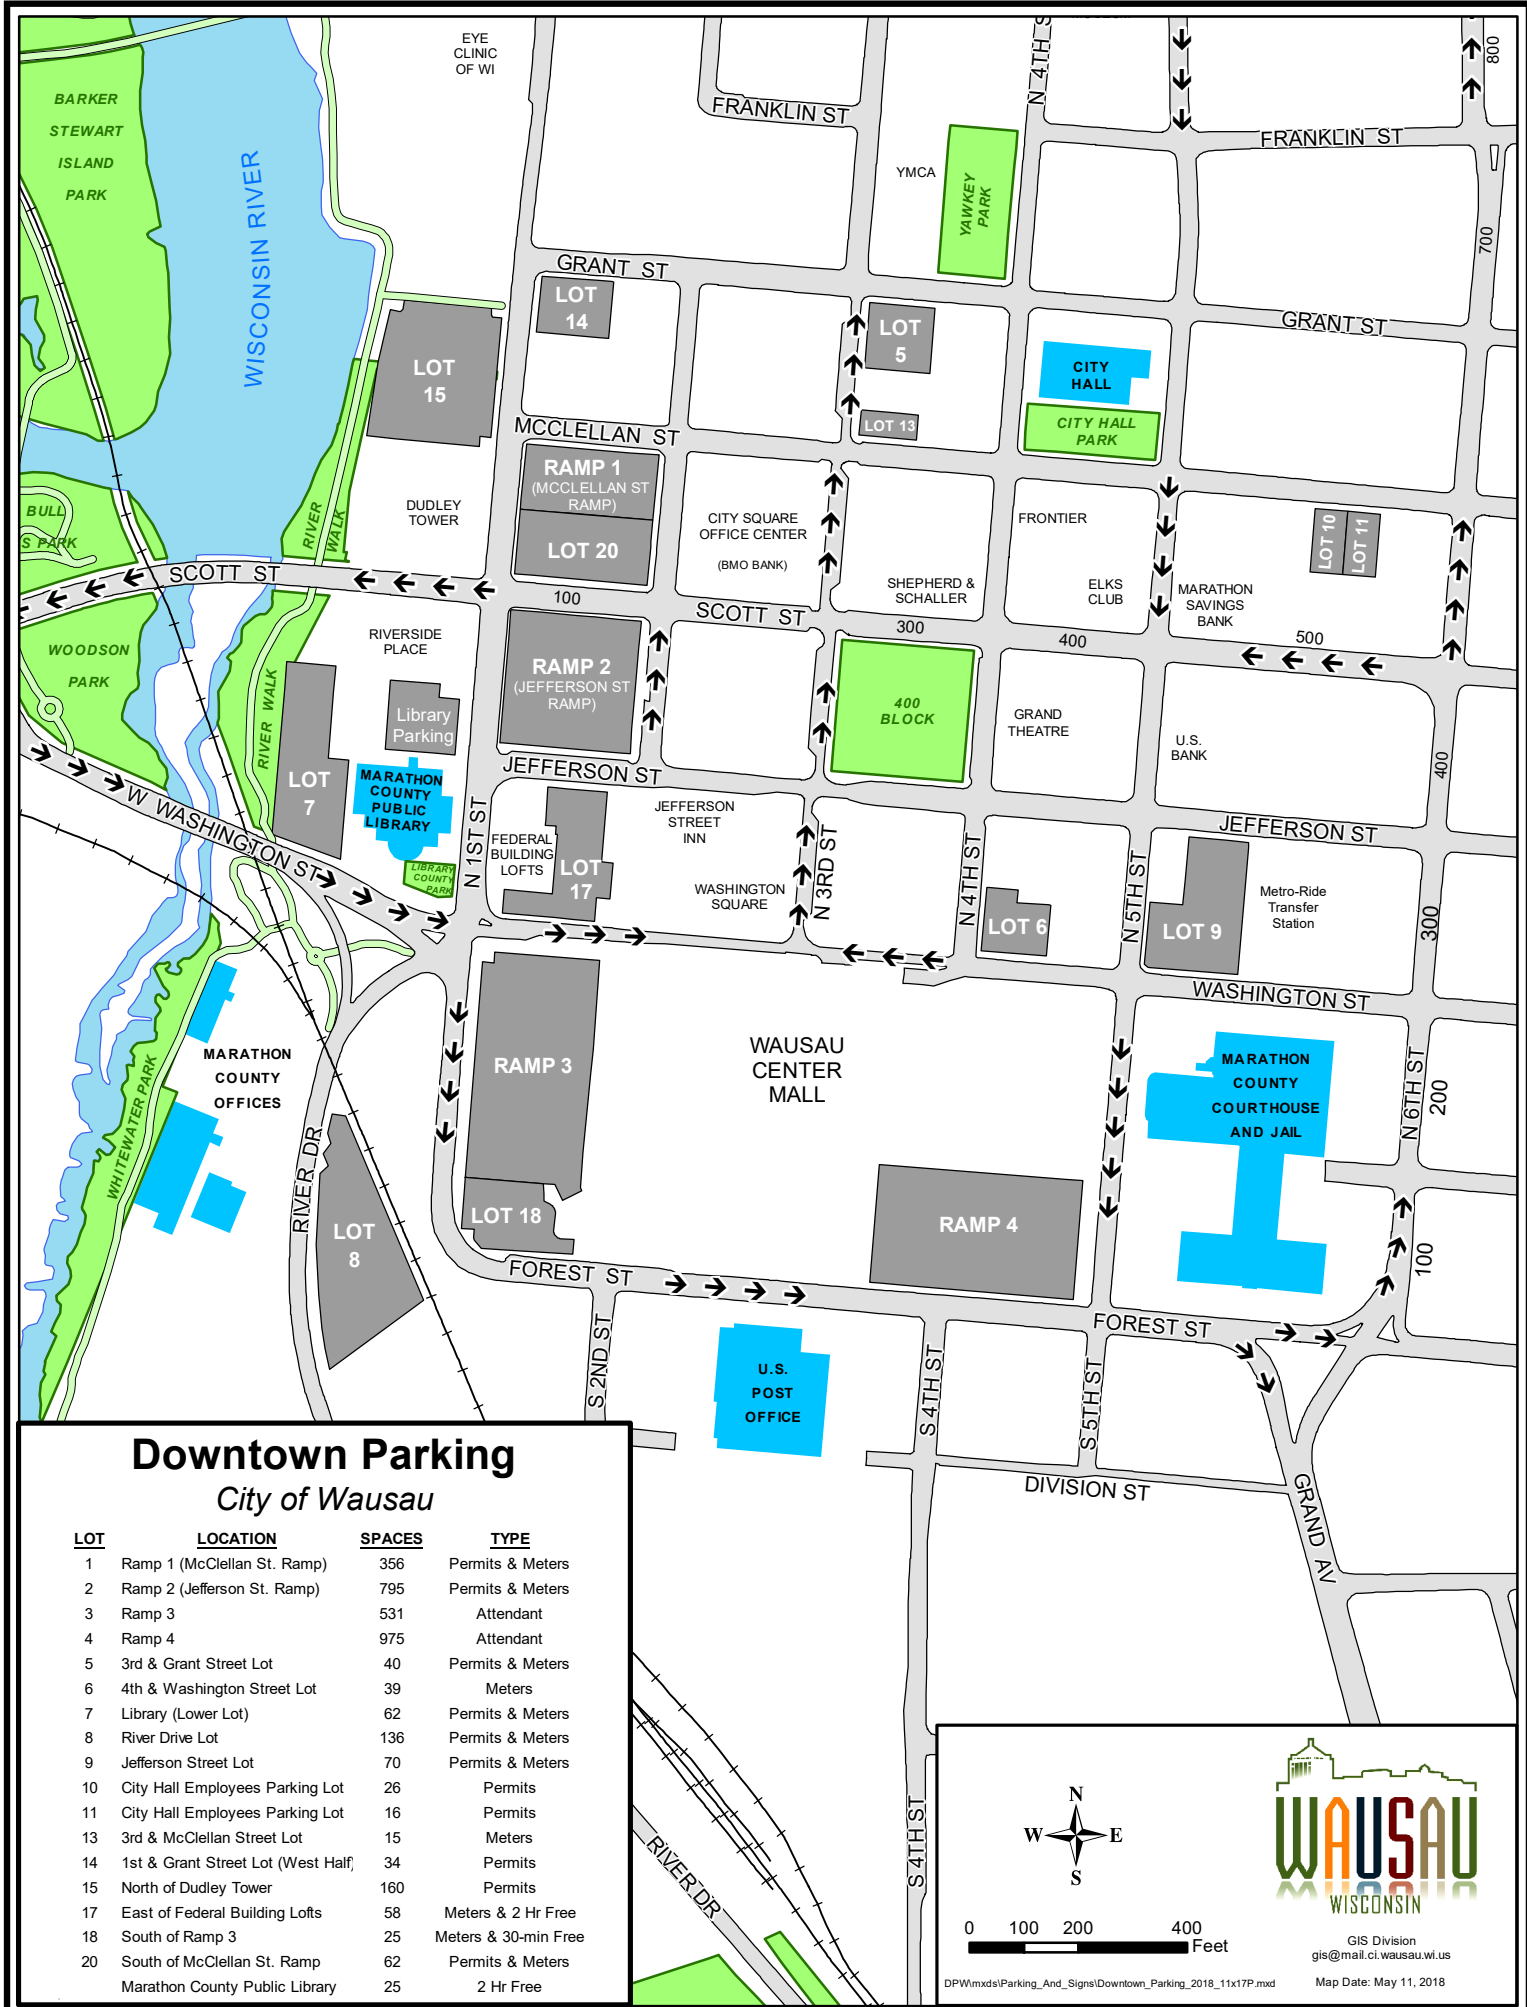 EYE
CLINIC
OF WI
N 4TH S
800
BARKER
STEWART
ISLAND
PARK
WISCONSIN RIVER
FRANKLIN ST
FRANKLIN ST
YMCA
YAWKEY
PARK
700
GRANT ST
GRANT ST
LOT
14
LOT
5
LOT
15
CITY
HALL
CITY HALL
PARK
LOT 13
MCCLELLAN ST
RAMP 1
(MCCLELLAN ST
RAMP)
LOT 20
DUDLEY
TOWER
RIVER
WALK
BULL
S PARK
CITY SQUARE
OFFICE CENTER
(BMO BANK)
FRONTIER
LOT 10
LOT 11
SHEPHERD &
SCHALLER
ELKS
CLUB
MARATHON
SAVINGS
BANK
SCOTT ST
100
SCOTT ST
300
400
500
WOODSON
PARK
RIVERSIDE
PLACE
RAMP 2
(JEFFERSON ST
RAMP)
RIVER WALK
Library
Parking
400
BLOCK
GRAND
THEATRE
U.S.
BANK
400
LOT
7
MARATHON
COUNTY
PUBLIC
LIBRARY
JEFFERSON ST
JEFFERSON ST
W WASHINGTON ST
N 1ST ST
FEDERAL
BUILDING
LOFTS
LOT
17
JEFFERSON
STREET
INN
WASHINGTON
SQUARE
N 3RD ST
N 4TH ST
N 5TH ST
LIBRARY
COUNTY
PARK
LOT 6
LOT 9
Metro-Ride
Transfer
Station
300
WASHINGTON ST
MARATHON
COUNTY
OFFICES
WHITEWATER PARK
RAMP 3
WAUSAU
CENTER
MALL
MARATHON
COUNTY
COURTHOUSE
AND JAIL
N 6TH ST
200
RIVER DR
LOT
8
LOT 18
RAMP 4
100
FOREST ST
FOREST ST
S 2ND ST
U.S.
POST
OFFICE
S 4TH ST
S 5TH ST
DIVISION ST
GRAND AV
Downtown Parking
City of Wausau
LOT LOCATION SPACES TYPE
1 Ramp 1 (McClellan St. Ramp) 356 Permits & Meters
2 Ramp 2 (Jefferson St. Ramp) 795 Permits & Meters
3 Ramp 3 531 Attendant
4 Ramp 4 975 Attendant
5 3rd & Grant Street Lot 40 Permits & Meters
6 4th & Washington Street Lot 39 Meters
7 Library (Lower Lot) 62 Permits & Meters
8 River Drive Lot 136 Permits & Meters
9 Jefferson Street Lot 70 Permits & Meters
10 City Hall Employees Parking Lot 26 Permits
11 City Hall Employees Parking Lot 16 Permits
13 3rd & McClellan Street Lot 15 Meters
14 1st & Grant Street Lot (West Half) 34 Permits
15 North of Dudley Tower 160 Permits
17 East of Federal Building Lofts 58 Meters & 2 Hr Free
18 South of Ramp 3 25 Meters & 30-min Free
20 South of McClellan St. Ramp 62 Permits & Meters
Marathon County Public Library 25 2 Hr Free
RIVER DR
S 4TH ST
N
W E
S
0 100 200 400
Feet
WAUSAU
WISCONSIN
GIS Division
gis@mail.ci.wausau.wi.us
DPW\mxds\Parking_And_Signs\Downtown_Parking_2018_11x17P.mxd
Map Date: May 11, 2018